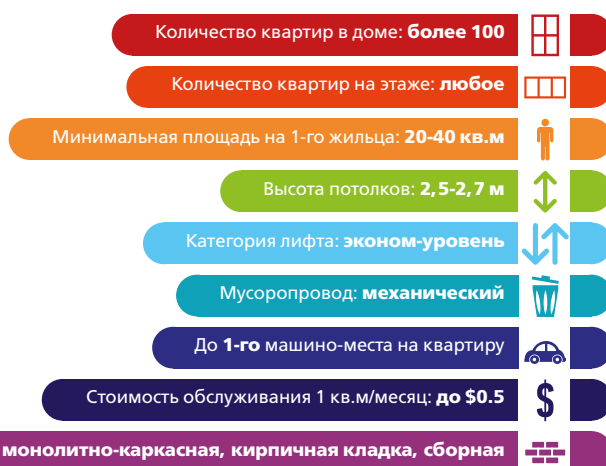 Количество квартир в доме: более 100
Количество квартир на этаже: любое
Минимальная площадь на 1-го жильца: 20-40 кв.м
Высота потолков: 2,5-2,7 м
Категория лифта: эконом-уровень
Мусоропровод: механический
До 1-го машино-места на квартиру
Стоимость обслуживания 1 кв.м/месяц: до $0.5
монолитно-каркасная, кирпичная кладка, сборная